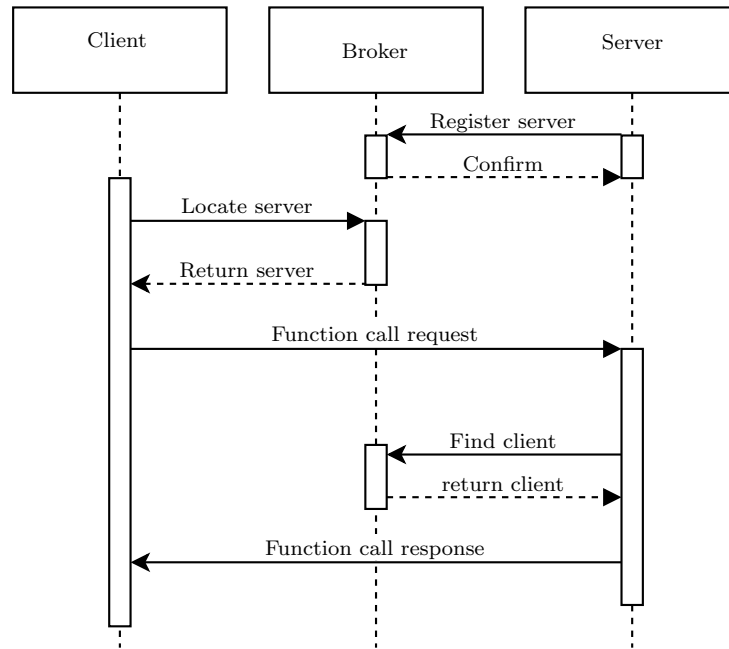 Client
Broker
Server
Register server
Confirm
Locate server
Return server
Function call request
Find client
return client
Function call response